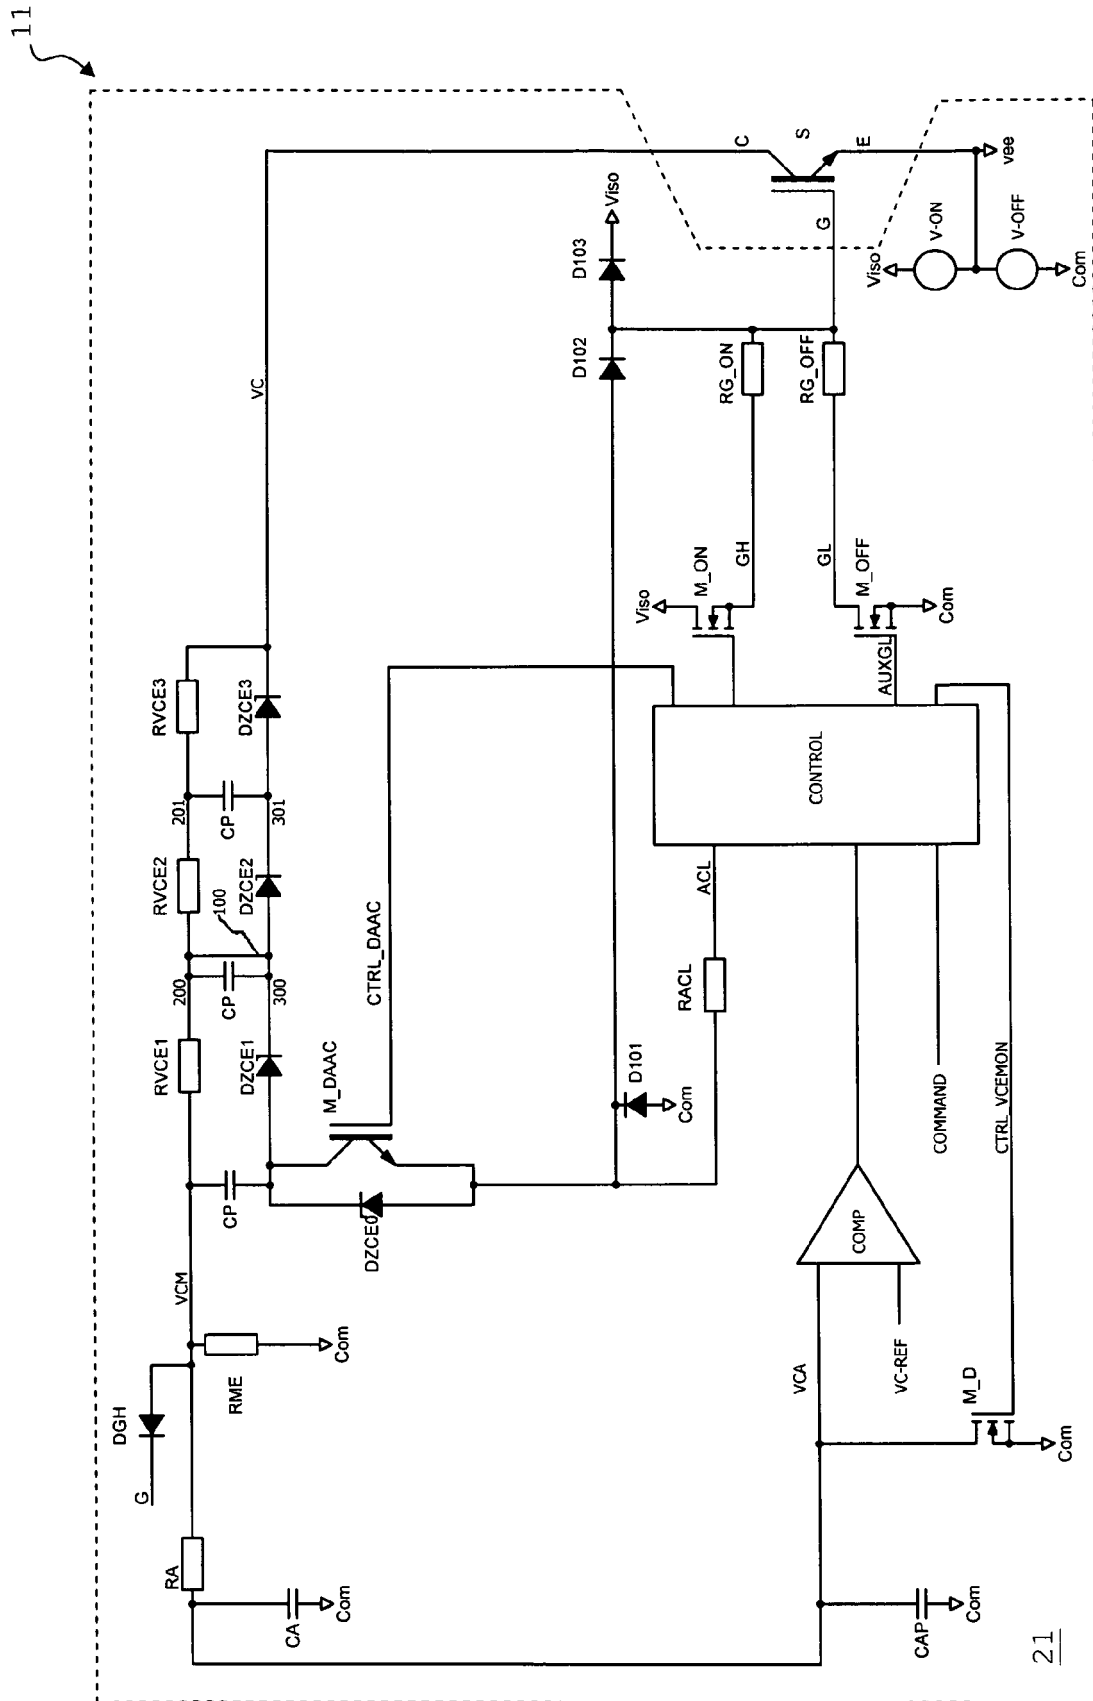 11
RVCE3
DZCE3
201
CP
301
RVCE2
100
DZCE2
200
CP
300
RVCE1
DZCE1
VC
C
S
E
G
vee
V-ON
V-OFF
Viso
Com
Viso
D103
D102
RG_ON
RG_OFF
GH
GL
M_ON
M_OFF
Viso
Com
AUXGL
CTRL_DAAC
M_DAAC
CONTROL
ACL
RACL
D101
Com
COMMAND
CTRL_VCEMON
CP
DZCE0
VCM
COMP
VCA
VC-REF
M_D
Com
DGH
G
RME
Com
RA
CA
Com
CAP
Com
21